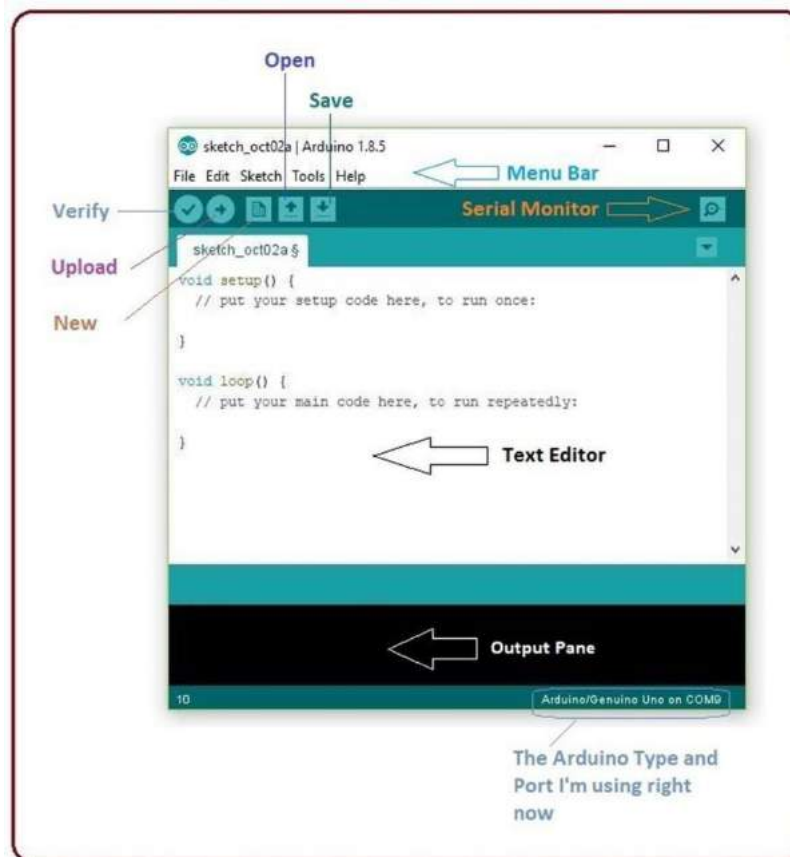 Open
Save
sketch_oct02a | Arduino 1.8.5
File Edit Sketch Tools Help
Menu Bar
Verify
Serial Monitor
sketch_oct02a §
Upload
void setup() {
// put your setup code here, to run once:
New
}
void loop() {
// put your main code here, to run repeatedly:
}
Text Editor
Output Pane
10
Arduino/Genuino Uno on COM9
The Arduino Type and
Port I'm using right
now